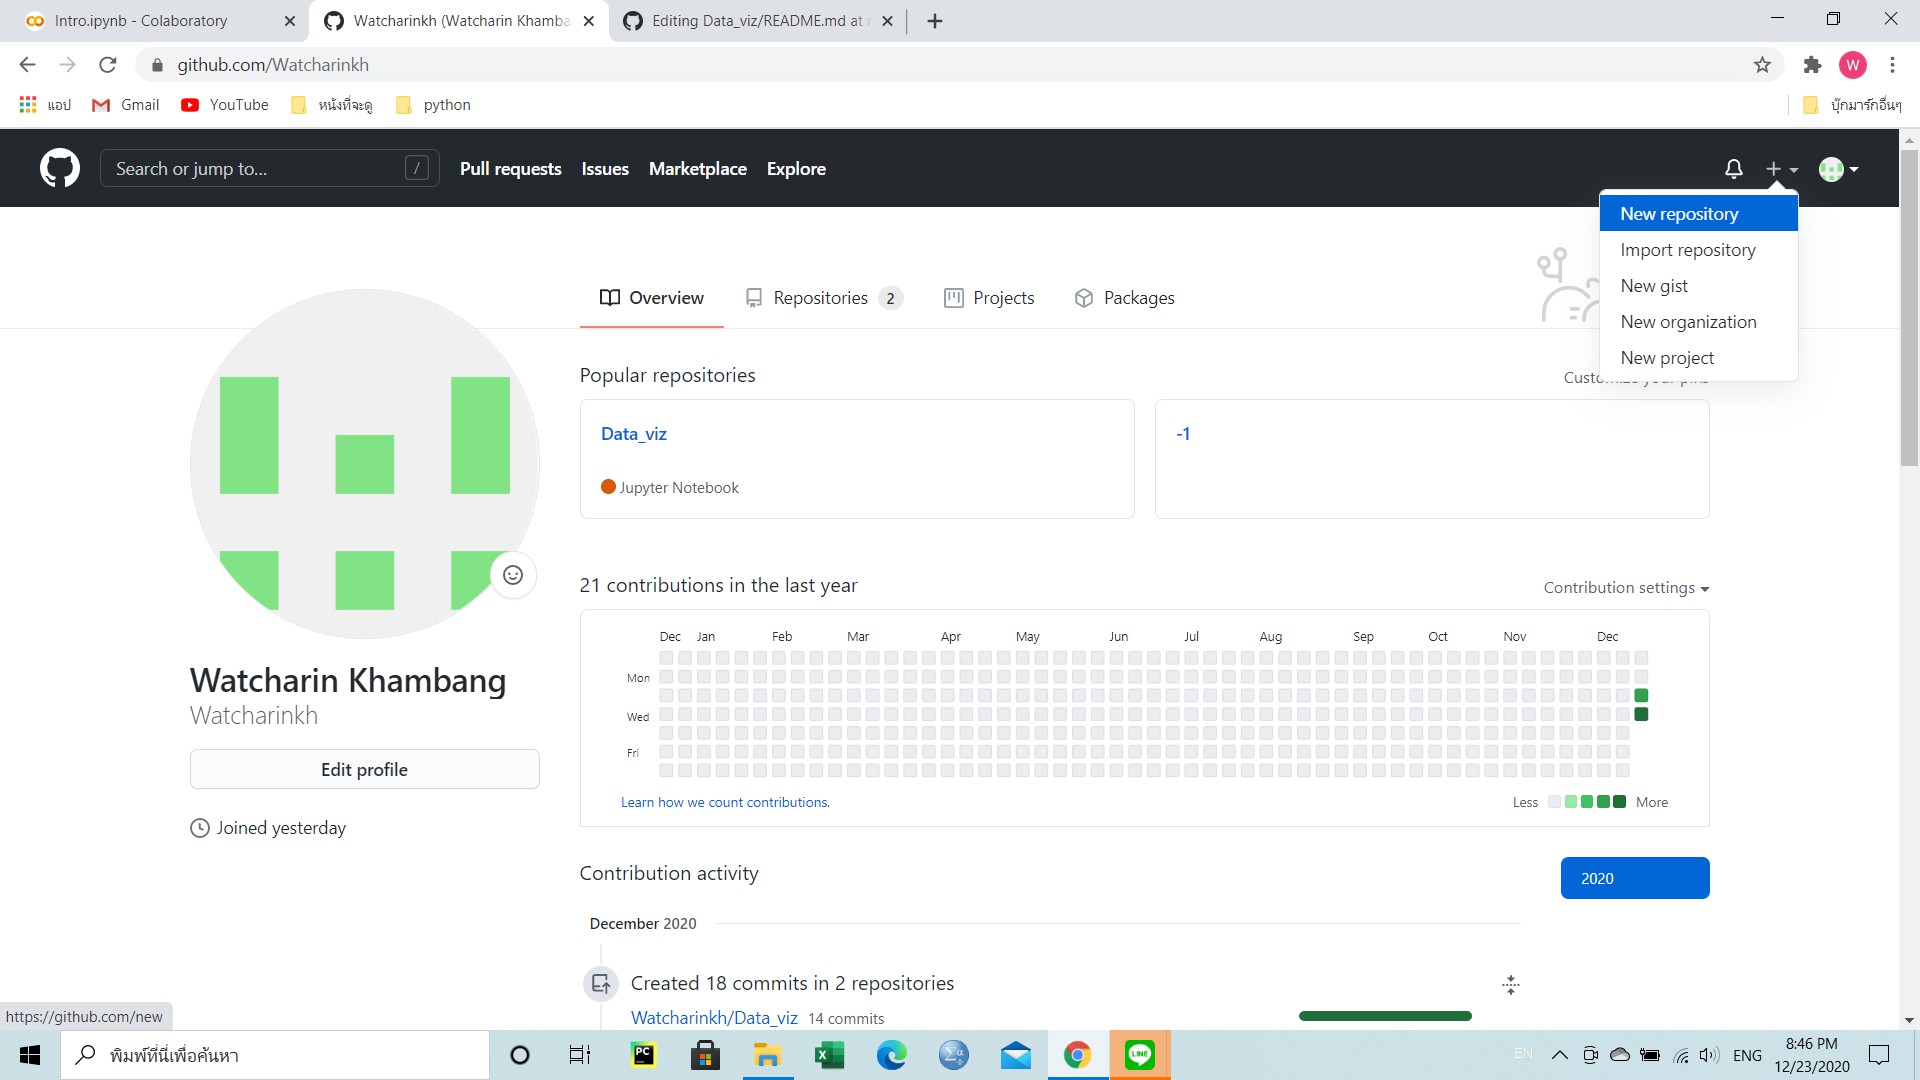 Intro.ipynb - Colaboratory
Watcharinkh (Watcharin Khamba
Editing Data_viz/README.md at
github.com/Watcharinkh
W
แอป
Gmail
YouTube
หนังที่จะดู
python
บุ๊กมาร์กอื่นๆ
Search or jump to...
/
Pull requests
Issues
Marketplace
Explore
New repository
Import repository
New gist
New organization
New project
Overview
Repositories 2
Projects
Packages
Popular repositories
Customize your pins
Data_viz
Jupyter Notebook
-1
21 contributions in the last year
Contribution settings
Dec Jan Feb Mar Apr May Jun Jul Aug Sep Oct Nov Dec
Mon
Wed
Fri
Learn how we count contributions.
Less
More
Watcharin Khambang
Watcharinkh
Edit profile
Joined yesterday
Contribution activity
2020
December 2020
Created 18 commits in 2 repositories
Watcharinkh/Data_viz 14 commits
https://github.com/new
พิมพ์ที่นี่เพื่อค้นหา
PC
LINE
EN
ENG
8:46 PM
12/23/2020